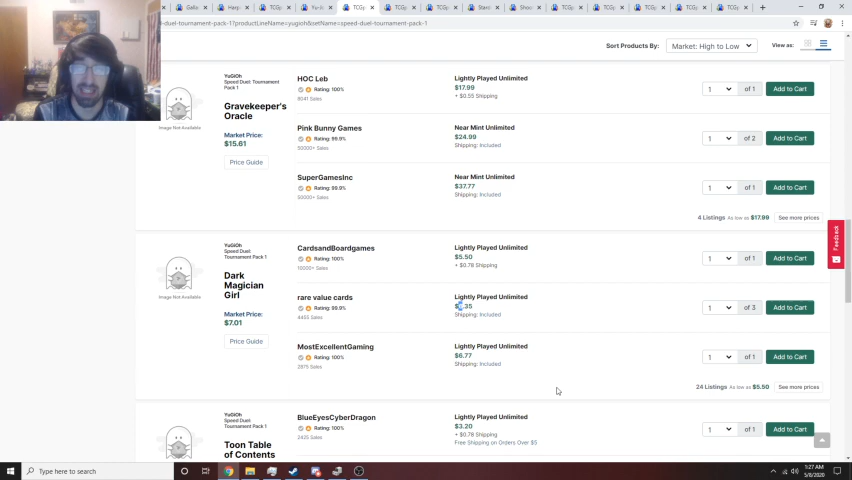 Gallo
Harp
TCGp
Stard
Shoo
TCGp
TCGp
TCGp
TCGp
d-duel-tournament-pack-1?productLineName=yugioh&setName=speed-duel-tournament-pack-1
Sort Products By:
Market: High to Low
View as:
YuGiOh
Speed Duel: Tournament Pack 1
Gravekeeper's
Oracle
Market Price:
$15.61
Price Guide
Image Not Available
HOC Leb
Rating: 100%
9041 Sales
Lightly Played Unlimited
$17.99
+ $0.55 Shipping
1
of 1
Add to Cart
Pink Bunny Games
Rating: 99.9%
50000+ Sales
Near Mint Unlimited
$24.99
Shipping: Included
1
of 2
Add to Cart
SuperGamesInc
Rating: 99.9%
50000+ Sales
Near Mint Unlimited
$37.77
Shipping: Included
1
of 1
Add to Cart
4 Listings As low as $17.99
See more prices
Feedback
YuGiOh
Speed Duel:
Tournament Pack 1
Dark
Magician
Girl
Market Price:
$7.01
Price Guide
Image Not Available
CardsandBoardgames
Rating: 100%
10000+ Sales
Lightly Played Unlimited
$5.50
+ $0.78 Shipping
1
of 1
Add to Cart
rare value cards
Rating: 99.9%
4455 Sales
Lightly Played Unlimited
Shipping: Included
1
of 3
Add to Cart
MostExcellentGaming
Rating: 100%
2875 Sales
Lightly Played Unlimited
$6.77
Shipping: Included
1
of 1
Add to Cart
24 Listings As low as $5.50
See more prices
YuGiOh
Speed Duel:
Tournament Pack 1
Toon Table
of Contents
BlueEyesCyberDragon
Rating: 100%
2425 Sales
Lightly Played Unlimited
$3.20
+ $0.78 Shipping
Free Shipping on Orders Over $5
1
of 1
Add to Cart
Type here to search
1:27 AM
5/8/2020